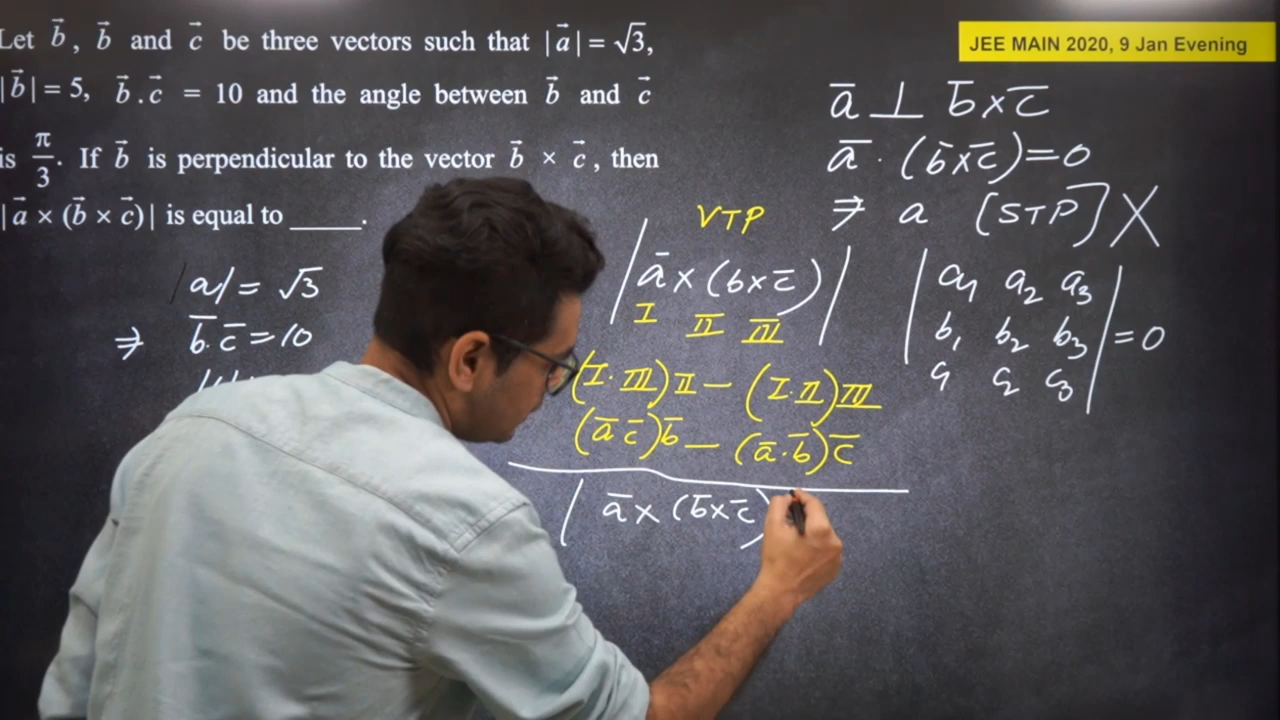 Let b⃗, b⃗ and c⃗ be three vectors such that |a⃗| = √3,
|b⃗| = 5, b⃗.c⃗ = 10 and the angle between b⃗ and c⃗
is π/3. If b⃗ is perpendicular to the vector b⃗ × c⃗, then
|a⃗ × (b⃗ × c⃗)| is equal to _____.
JEE MAIN 2020, 9 Jan Evening
|a| = √3
⇒ b̅.c̅ = 10
VTP
|a̅ × (b×c̅)|
I II III
(I·III)II − (I·II)III
(a̅ c̅)b̅ − (a̅·b̅)c̅
|a̅ × (b̅×c̅)
a̅ ⊥ b̅×c̅
a̅ · (b̅×c̅)=0
⇒ a [STP] X
|a₁ a₂ a₃|
|b₁ b₂ b₃| = 0
|c₁ c₂ c₃|